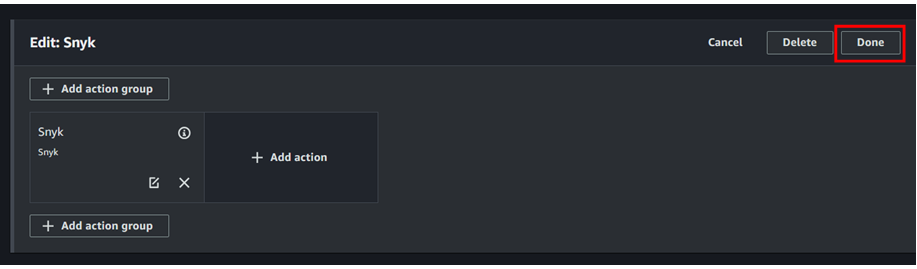 Edit: Snyk
Cancel
Delete
Done
+ Add action group
Snyk
Snyk
+ Add action
+ Add action group